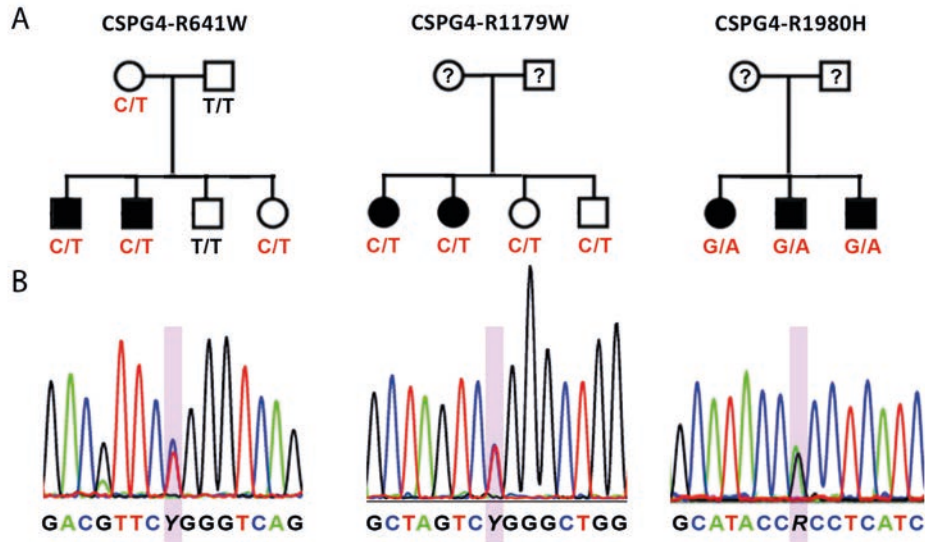 A
CSPG4-R641W CSPG4-R1179W CSPG4-R1980H
? ? ? ?
C/T T/T
C/T C/T T/T C/T C/T C/T C/T C/T G/A G/A G/A
B
GACGTTCYGGGTCAG GCTAGTCYGGGCTGG GCATACCRCCTCATC